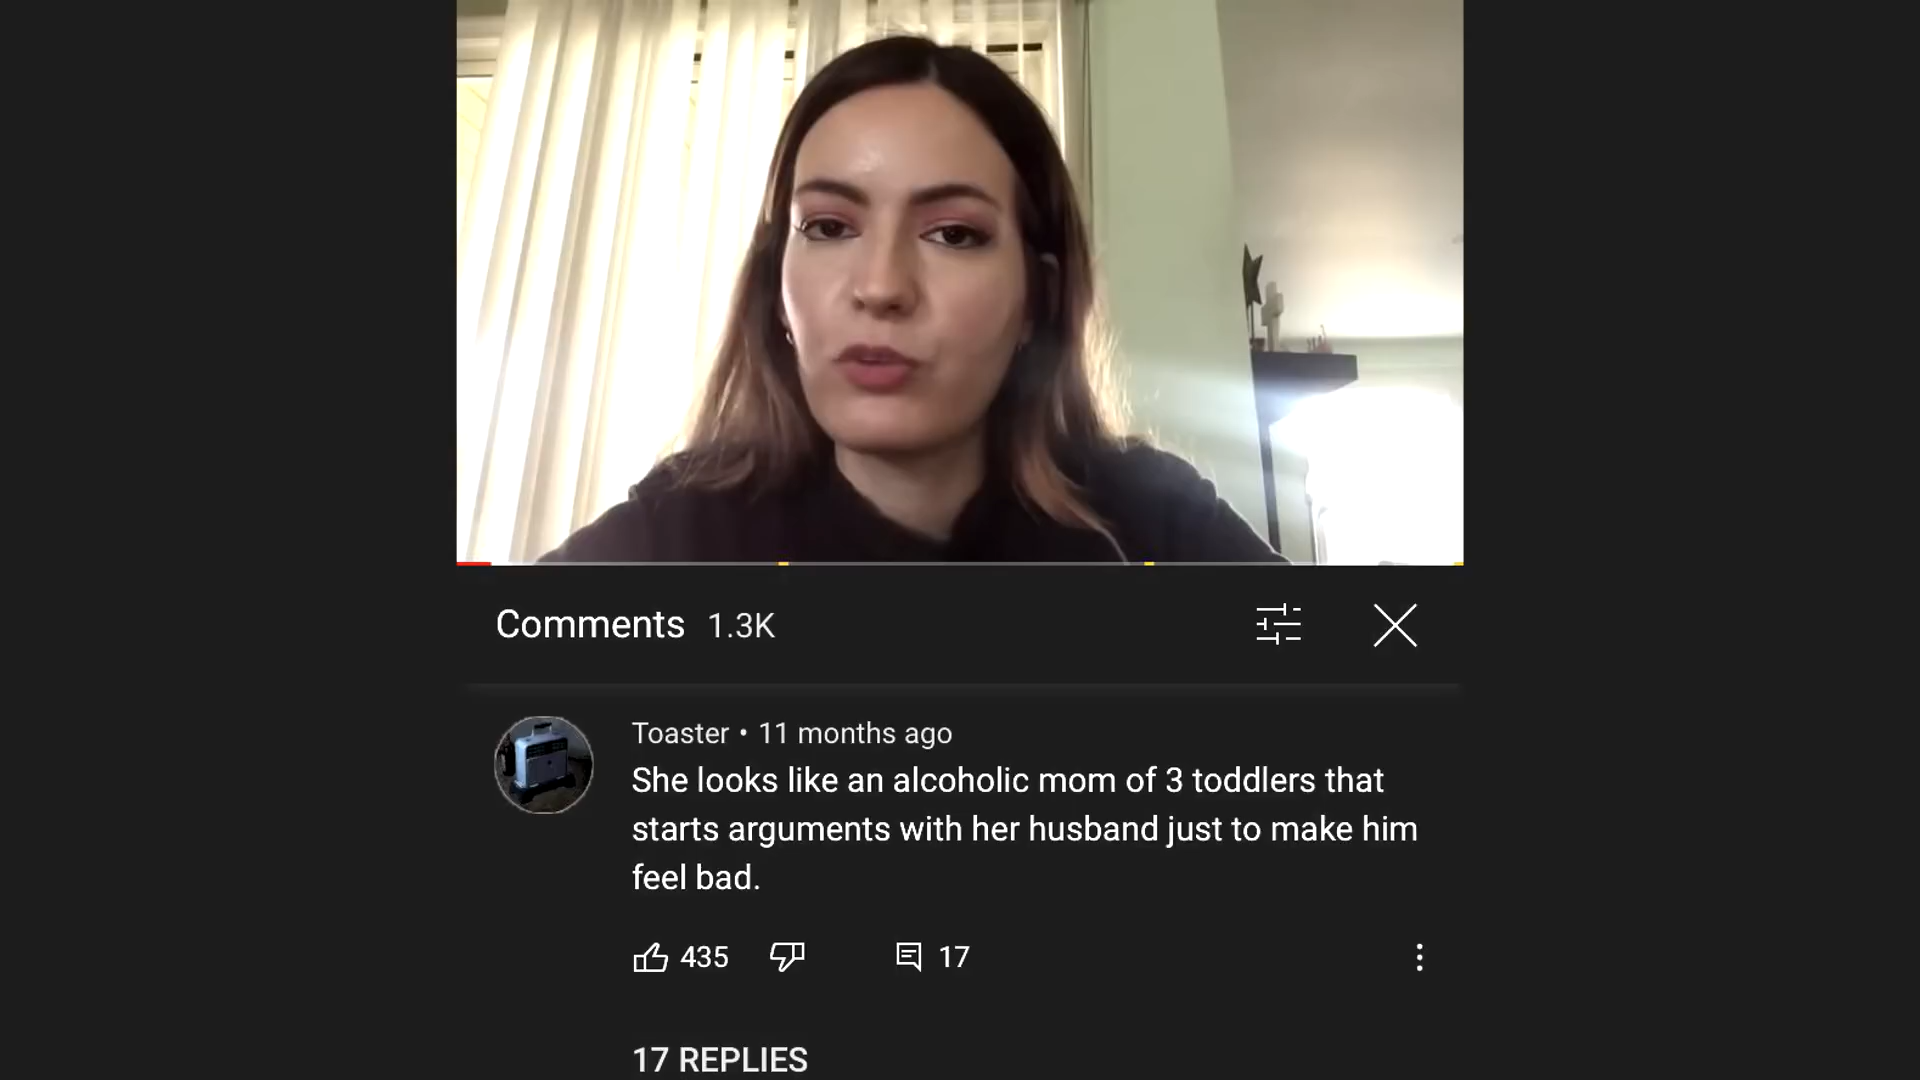 Comments 1.3K
Toaster • 11 months ago
She looks like an alcoholic mom of 3 toddlers that
starts arguments with her husband just to make him
feel bad.
435 17
17 REPLIES